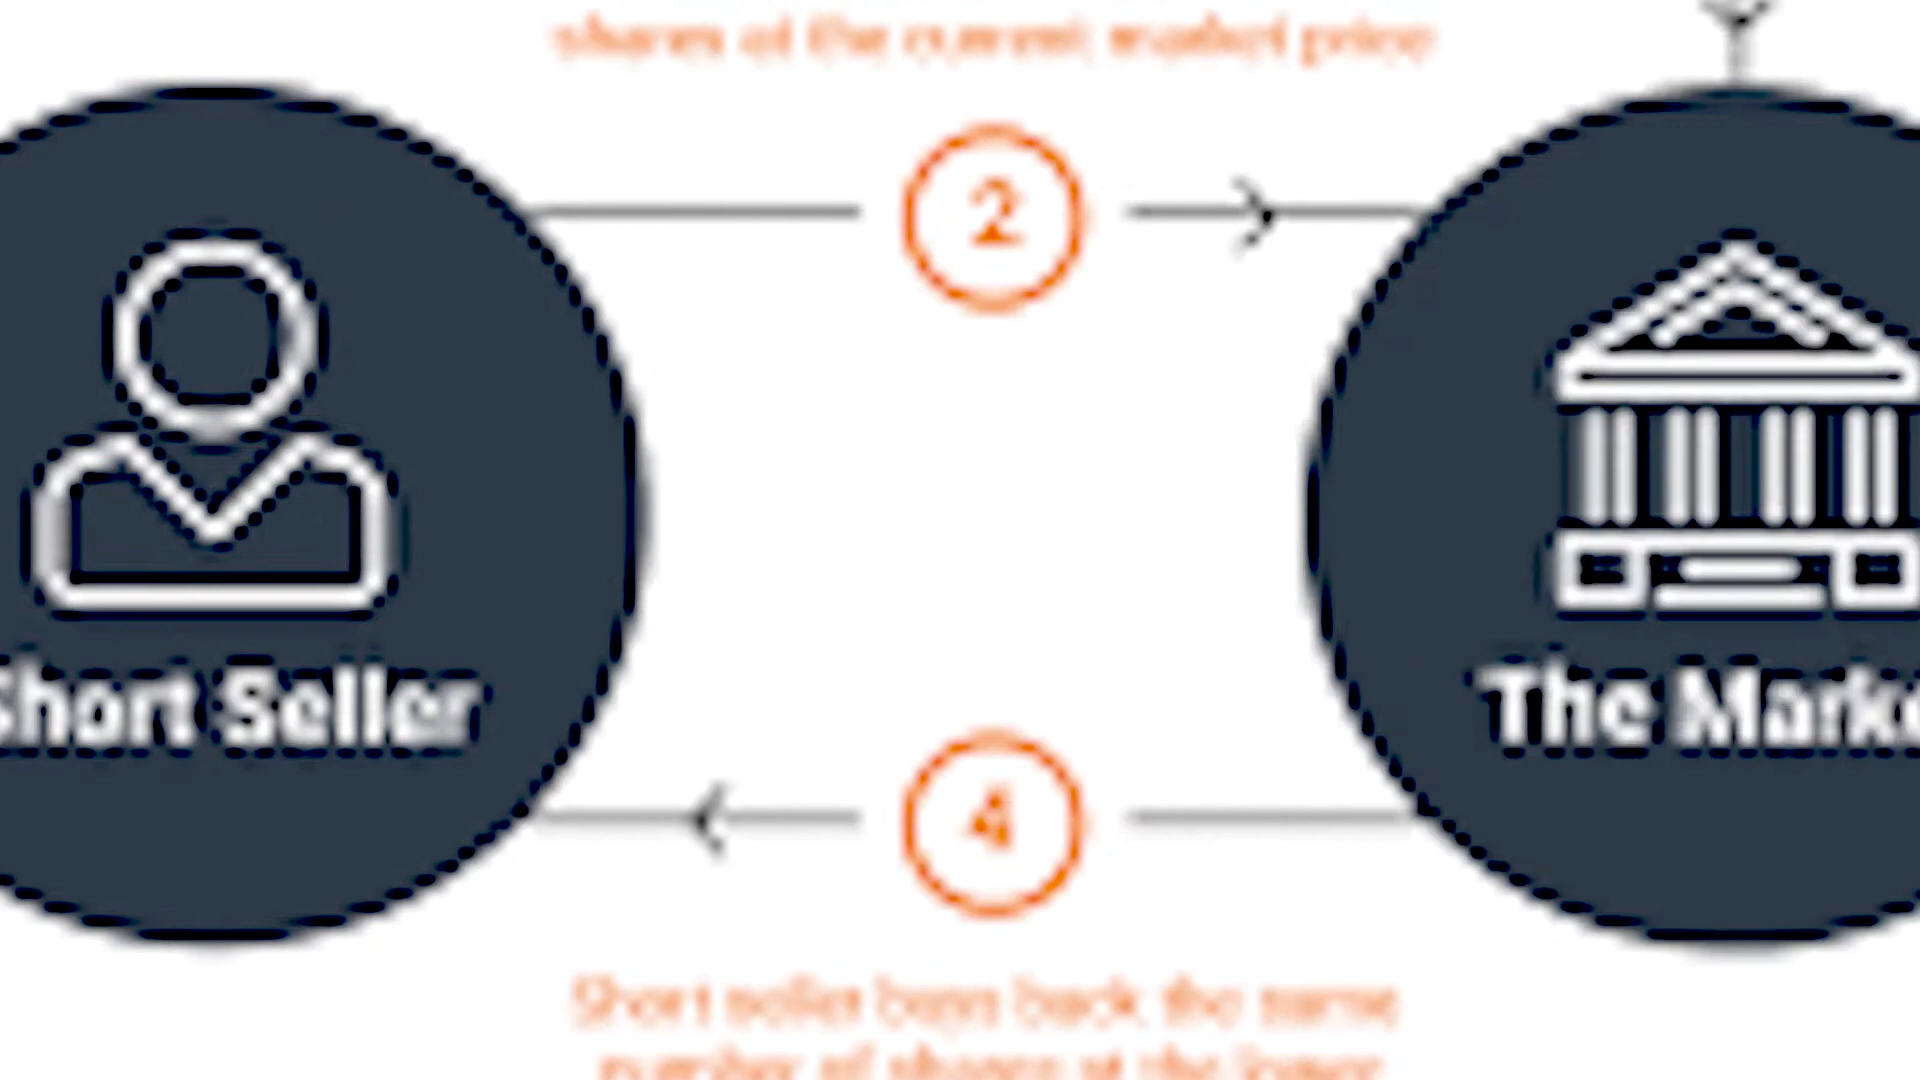 shares at the current market price
2
Short Seller
The Marke
4
Short seller buys back the same
number of shares at the lower